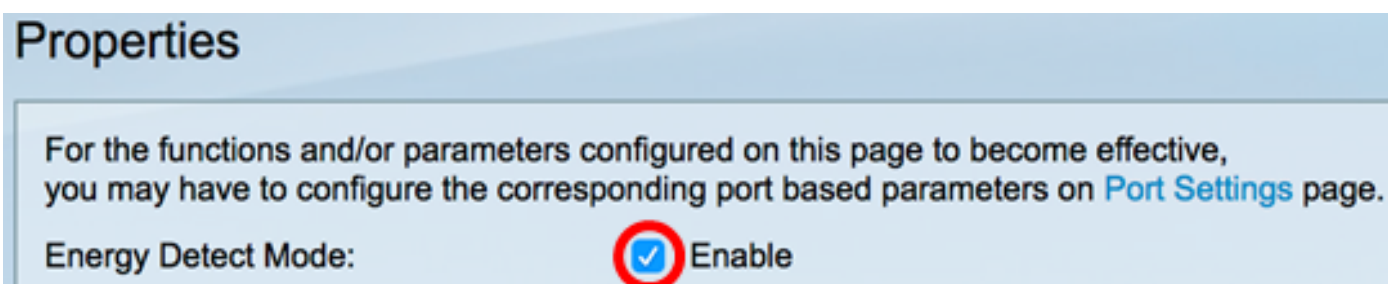 Properties
For the functions and/or parameters configured on this page to become effective,
you may have to configure the corresponding port based parameters on Port Settings page.
Energy Detect Mode: Enable